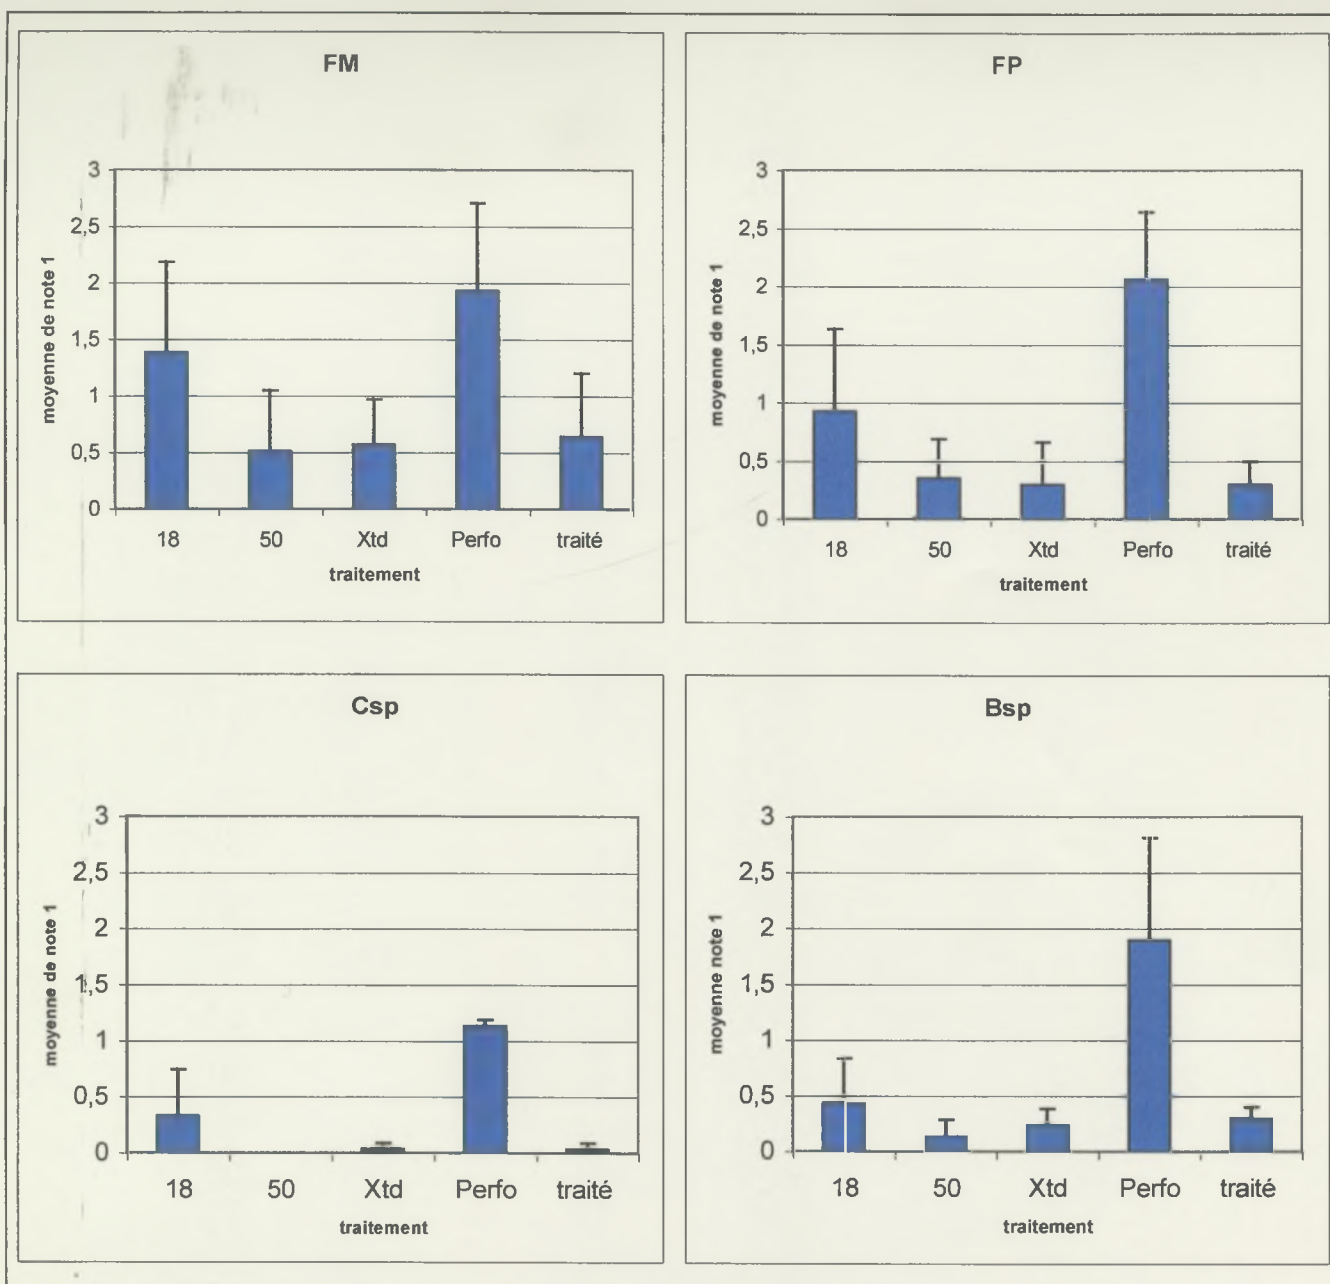 FM
3
2,5
2
1,5
1
0,5
0
moyenne de note 1
18 50 Xtd Perfo traité
traitement
FP
3
2,5
2
1,5
1
0,5
0
moyenne de note 1
18 50 Xtd Perfo traité
traitement
Csp
3
2,5
2
1,5
1
0,5
0
moyenne de note 1
18 50 Xtd Perfo traité
traitement
Bsp
3
2,5
2
1,5
1
0,5
0
moyenne note 1
18 50 Xtd Perfo traité
traitement